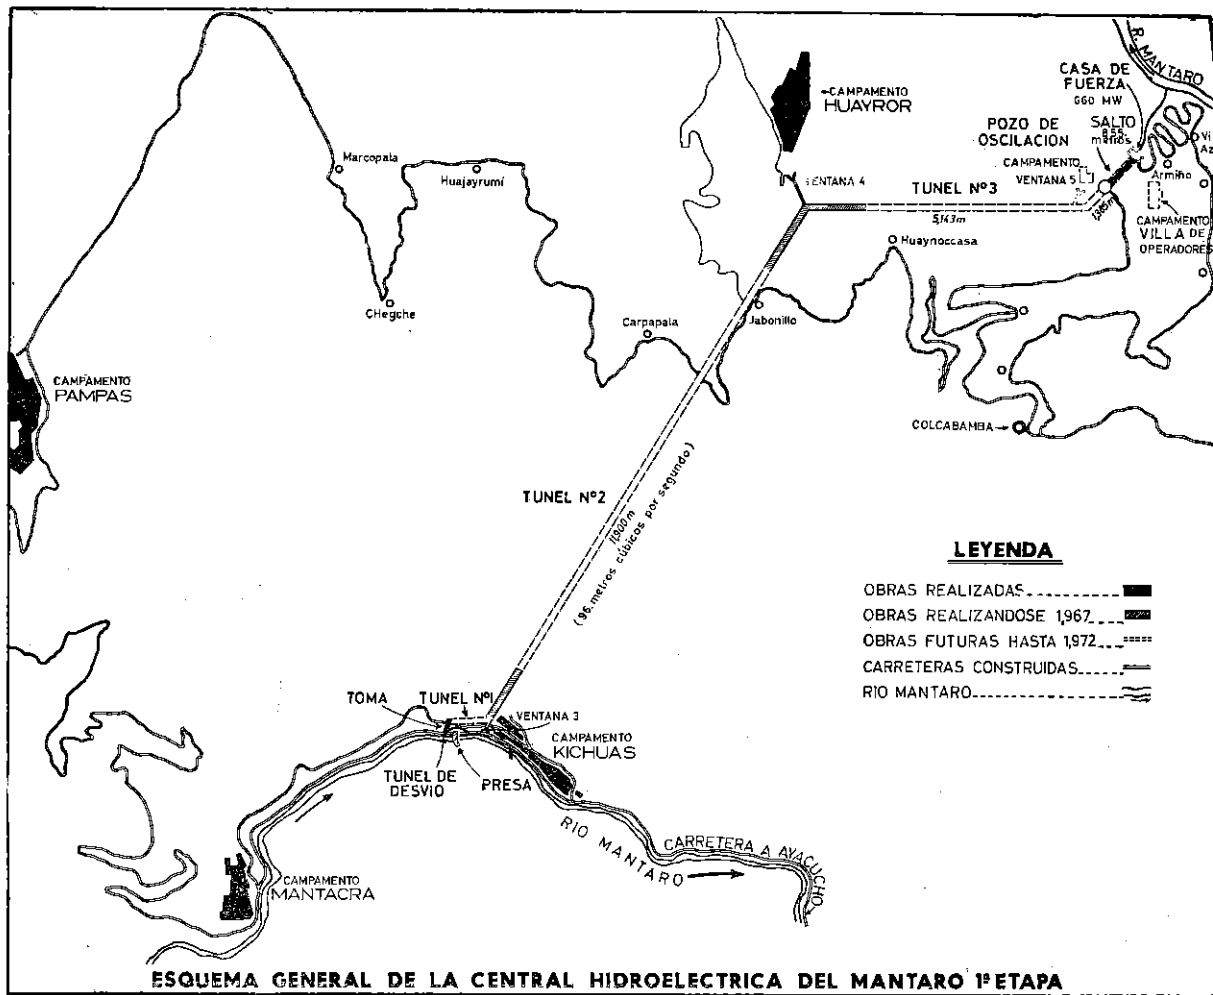 R. MANTARO
CASA DE
FUERZA
660 MW
CAMPAMENTO
HUAYROR
POZO DE
OSCILACION
SALTO
metros
Marcopala
Huajayrumí
CAMPAMENTO
VENTANA 5
VENTANA 4
TUNEL Nº3
5,143m
Armiño
CAMPAMENTO
VILLA DE
OPERADORES
Huaynoccasa
CHegche
Carpapala
Jabonillo
CAMPAMENTO
PAMPAS
COLCABAMBA
TUNEL Nº2
11,900m
(96. metros cúbicos por segundo)
LEYENDA
OBRAS REALIZADAS
OBRAS REALIZANDOSE 1,967
OBRAS FUTURAS HASTA 1,972
CARRETERAS CONSTRUIDAS
RIO MANTARO
TOMA
TUNEL Nº1
VENTANA 3
CAMPAMENTO
KICHUAS
TUNEL DE
DESVIO
PRESA
RIO MANTARO
CARRETERA A AYACUCHO
CAMPAMENTO
MANTACRA
ESQUEMA GENERAL DE LA CENTRAL HIDROELECTRICA DEL MANTARO 1ª ETAPA